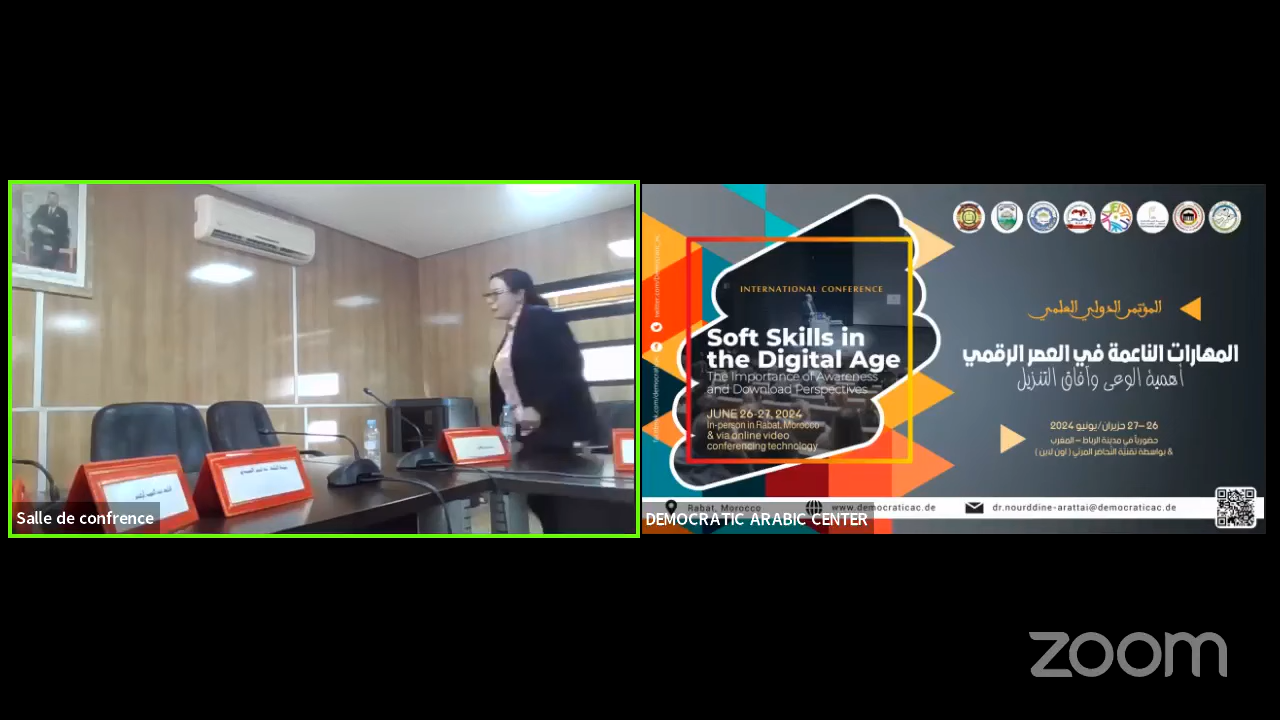 Salle de confrence
INTERNATIONAL CONFERENCE
Soft Skills in
the Digital Age
The Importance of Awareness
and Download Perspectives
JUNE 26-27, 2024
In-person in Rabat, Morocco
& via online video
conferencing technology
المؤتمر الدولي العلمي
المهارات الناعمة في العصر الرقمي
أهمية الوعي وآفاق التنزيل
26–27 حزيران/يونيو 2024
حضورياً في مدينة الرباط – المغرب
& بواسطة تقنيّة التّحاضر المرئي ( اون لاين )
Rabat, Morocco
www.democraticac.de
dr.nourddine-arattai@democraticac.de
DEMOCRATIC ARABIC CENTER
zoom